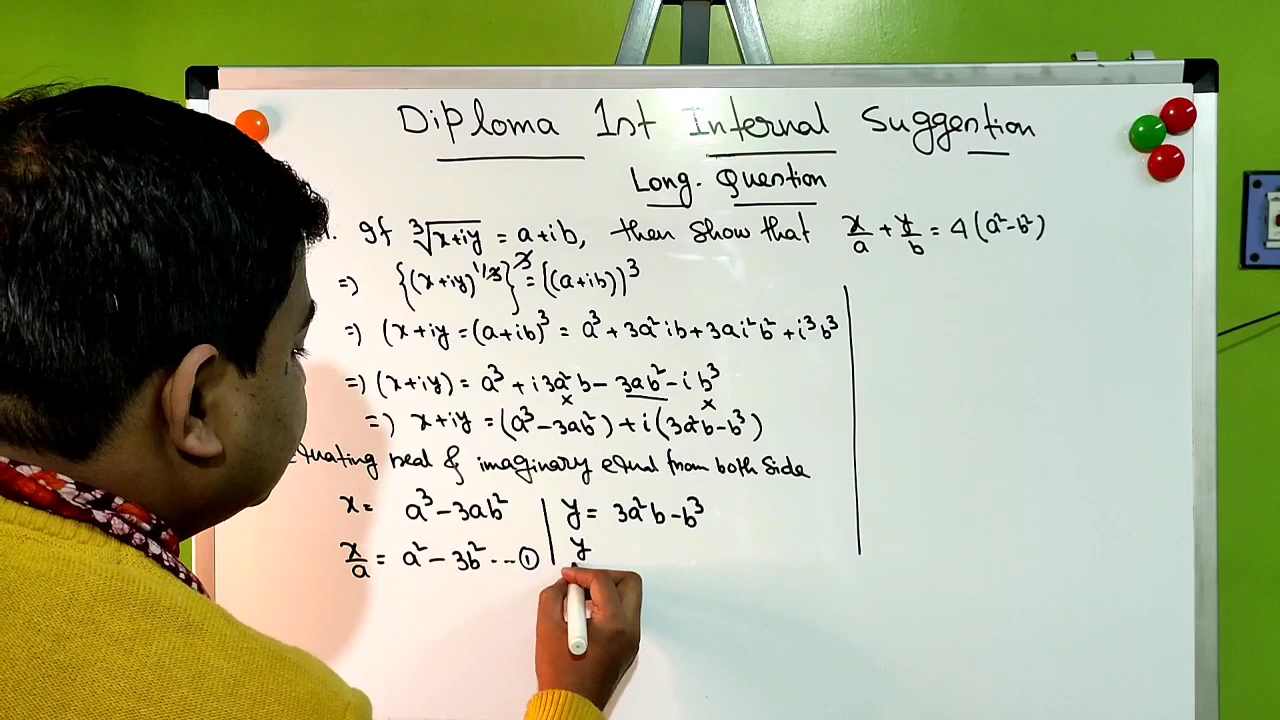 Diploma 1st Internal Suggestion
Long. Question
1. If ∛(x+iy) = a+ib, then show that x/a + y/b = 4(a²-b²)
=) {(x+iy)^1/3}^3 = {(a+ib)}^3
=) (x+iy = (a+ib)³ = a³ + 3a²ib + 3ai²b² + i³b³
=) (x+iy) = a³ + i3a²b - 3ab² - ib³
=) x+iy = (a³-3ab²) + i(3a²b-b³)
equating real & imaginary equal from both side
x = a³-3ab² | y = 3a²b-b³
x/a = a²-3b² ---① | y